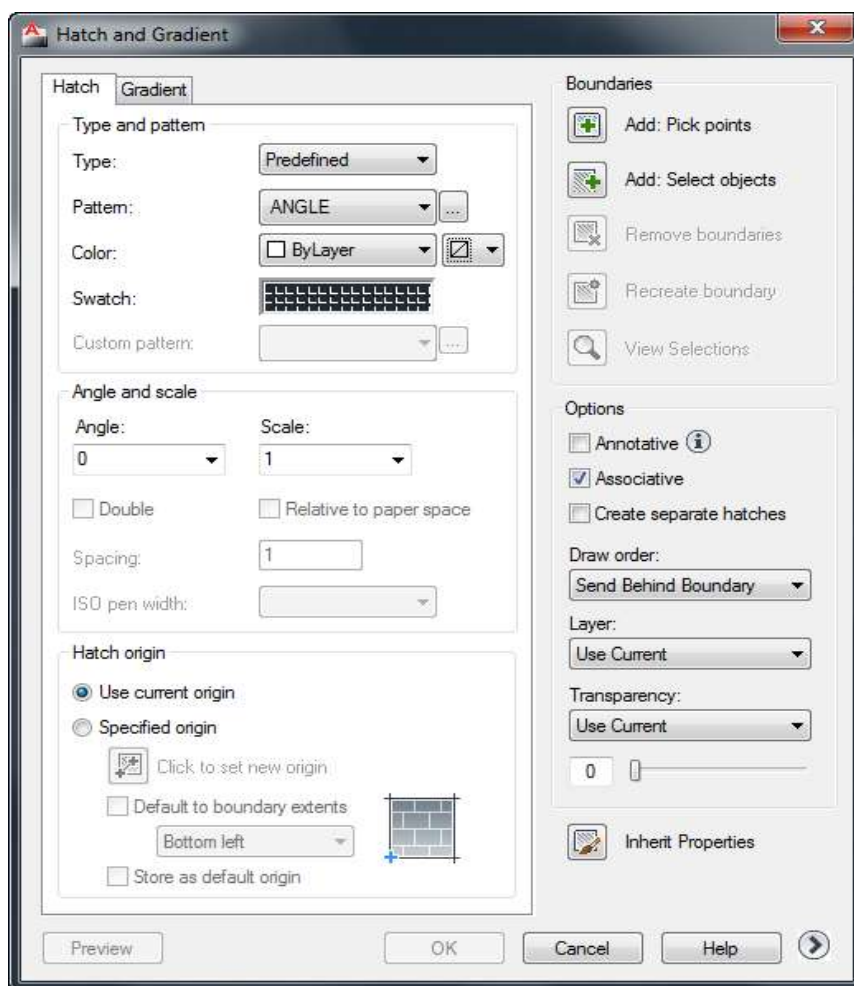 Hatch and Gradient
Hatch
Gradient
Type and pattern
Type:
Predefined
Pattern:
ANGLE
...
Color:
ByLayer
Swatch:
Custom pattern:
...
Angle and scale
Angle:
Scale:
0
1
Double
Relative to paper space
Spacing:
1
ISO pen width:
Hatch origin
Use current origin
Specified origin
Click to set new origin
Default to boundary extents
Bottom left
Store as default origin
Boundaries
Add: Pick points
Add: Select objects
Remove boundaries
Recreate boundary
View Selections
Options
Annotative
Associative
Create separate hatches
Draw order:
Send Behind Boundary
Layer:
Use Current
Transparency:
Use Current
0
Inherit Properties
Preview
OK
Cancel
Help